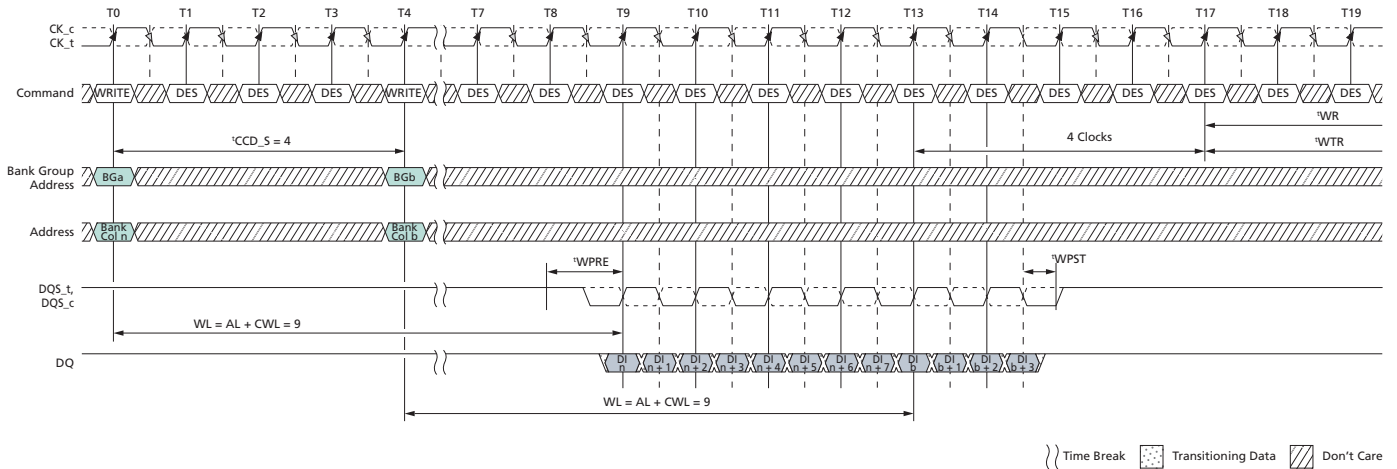 T0 T1 T2 T3 T4 T7 T8 T9 T10 T11 T12 T13 T14 T15 T16 T17 T18 T19
CK_c
CK_t
Command WRITE DES DES DES WRITE DES DES DES DES DES DES DES DES DES DES DES DES DES
tWR
tCCD_S = 4
4 Clocks
tWTR
Bank Group
Address
BGa BGb
Address
Bank
Col n
Bank
Col b
tWPRE tWPST
DQS_t,
DQS_c
WL = AL + CWL = 9
DQ
DI
n
DI
n + 1
DI
n + 2
DI
n + 3
DI
n + 4
DI
n + 5
DI
n + 6
DI
n + 7
DI
b
DI
b + 1
DI
b + 2
DI
b + 3
WL = AL + CWL = 9
Time Break Transitioning Data Don't Care